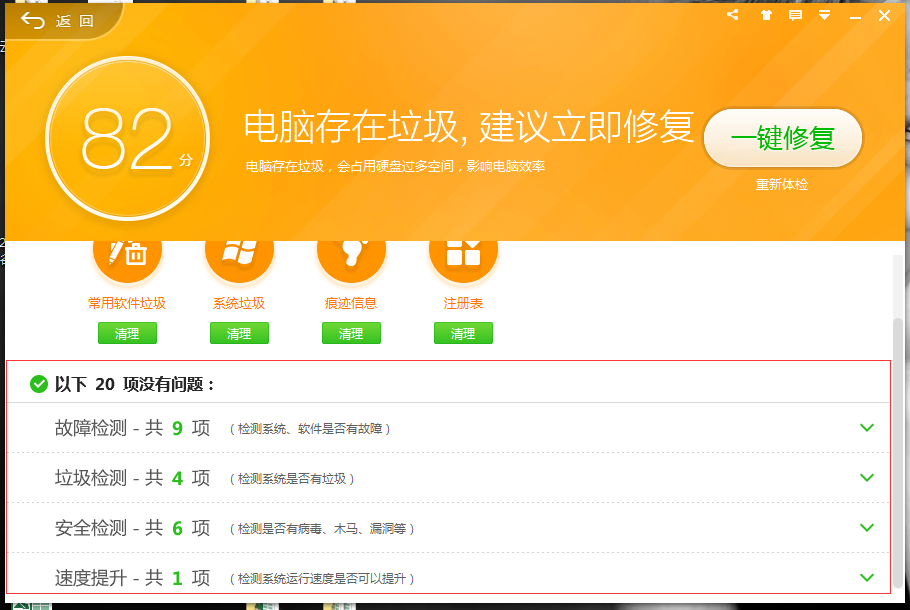 返回
82分
电脑存在垃圾, 建议立即修复
电脑存在垃圾，会占用硬盘过多空间，影响电脑效率
一键修复
重新体检
常用软件垃圾 系统垃圾 痕迹信息 注册表
清理 清理 清理 清理
以下 20 项没有问题：
故障检测 - 共 9 项 （检测系统、软件是否有故障）
垃圾检测 - 共 4 项 （检测系统是否有垃圾）
安全检测 - 共 6 项 （检测是否有病毒、木马、漏洞等）
速度提升 - 共 1 项 （检测系统运行速度是否可以提升）